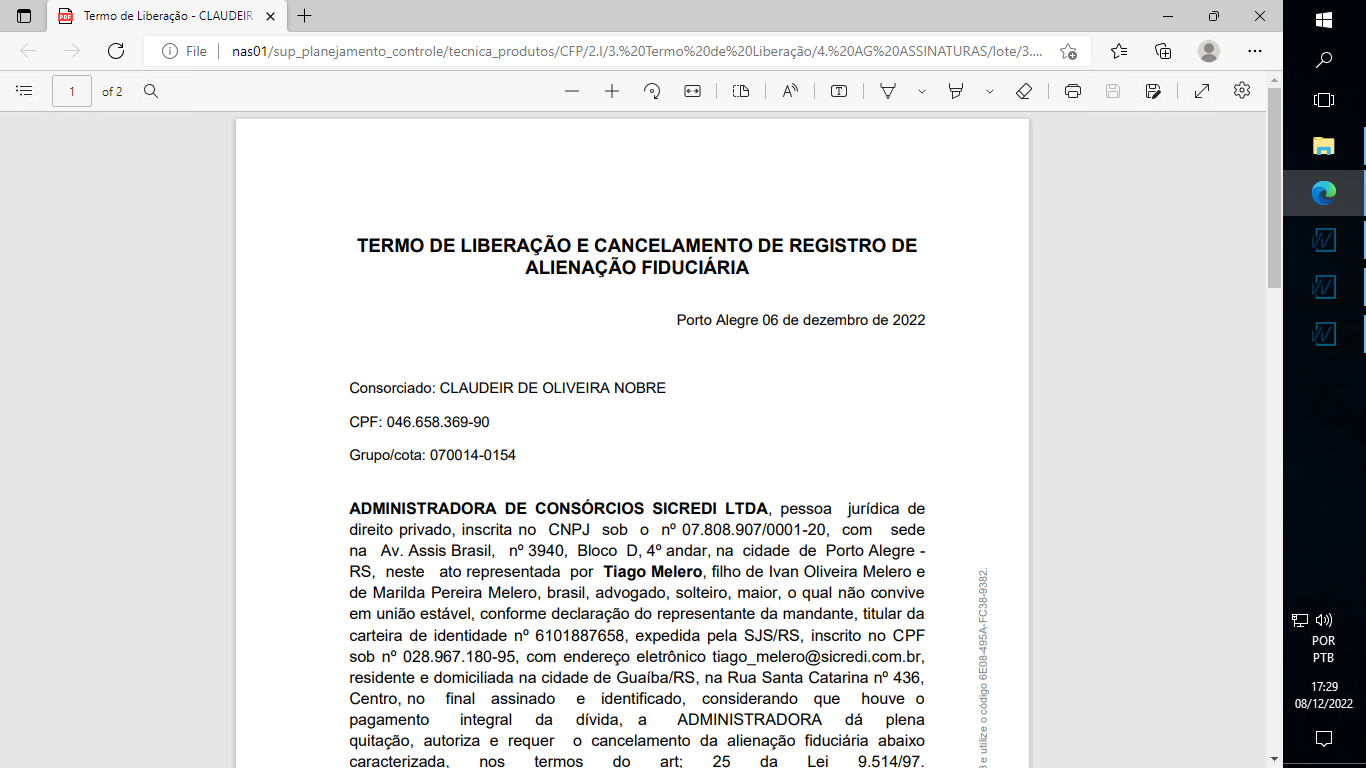 Termo de Liberação - CLAUDEIR
File
nas01/sup_planejamento_controle/tecnica_produtos/CFP/2.I/3.%20Termo%20de%20Liberação/4.%20AG%20ASSINATURAS/lote/3....
1 of 2
TERMO DE LIBERAÇÃO E CANCELAMENTO DE REGISTRO DE
ALIENAÇÃO FIDUCIÁRIA
Porto Alegre 06 de dezembro de 2022
Consorciado: CLAUDEIR DE OLIVEIRA NOBRE
CPF: 046.658.369-90
Grupo/cota: 070014-0154
ADMINISTRADORA DE CONSÓRCIOS SICREDI LTDA, pessoa jurídica de
direito privado, inscrita no CNPJ sob o nº 07.808.907/0001-20, com sede
na Av. Assis Brasil, nº 3940, Bloco D, 4º andar, na cidade de Porto Alegre -
RS, neste ato representada por Tiago Melero, filho de Ivan Oliveira Melero e
de Marilda Pereira Melero, brasil, advogado, solteiro, maior, o qual não convive
em união estável, conforme declaração do representante da mandante, titular da
carteira de identidade nº 6101887658, expedida pela SJS/RS, inscrito no CPF
sob nº 028.967.180-95, com endereço eletrônico tiago_melero@sicredi.com.br,
residente e domiciliada na cidade de Guaíba/RS, na Rua Santa Catarina nº 436,
Centro, no final assinado e identificado, considerando que houve o
pagamento integral da dívida, a ADMINISTRADORA dá plena
quitação, autoriza e requer o cancelamento da alienação fiduciária abaixo
caracterizada, nos termos do art; 25 da Lei 9.514/97.
e utilize o código 6E08-495A-FC38-9382.
POR
PTB
17:29
08/12/2022